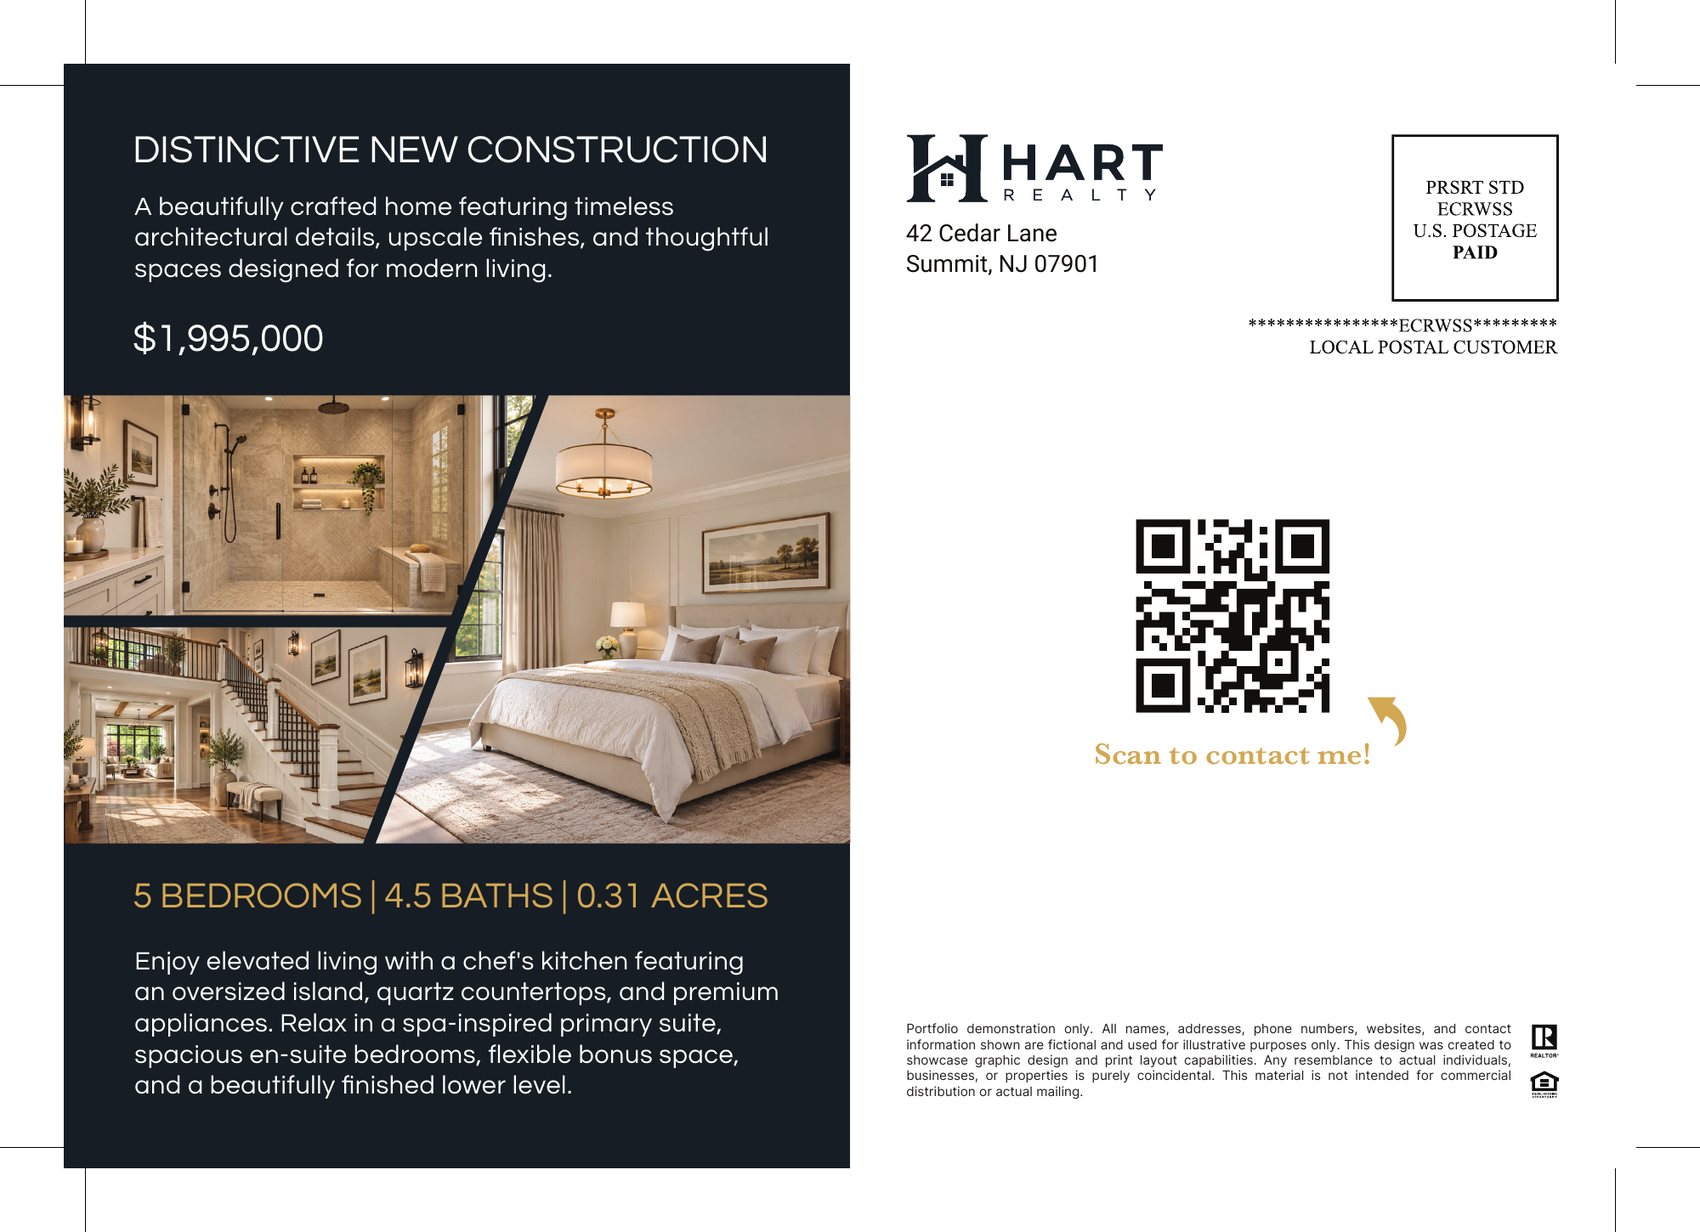 DISTINCTIVE NEW CONSTRUCTION
A beautifully crafted home featuring timeless
architectural details, upscale finishes, and thoughtful
spaces designed for modern living.
$1,995,000
5 BEDROOMS | 4.5 BATHS | 0.31 ACRES
Enjoy elevated living with a chef's kitchen featuring
an oversized island, quartz countertops, and premium
appliances. Relax in a spa-inspired primary suite,
spacious en-suite bedrooms, flexible bonus space,
and a beautifully finished lower level.
H HART
REALTY
42 Cedar Lane
Summit, NJ 07901
PRSRT STD
ECRWSS
U.S. POSTAGE
PAID
****************ECRWSS*********
LOCAL POSTAL CUSTOMER
Scan to contact me!
Portfolio demonstration only. All names, addresses, phone numbers, websites, and contact
information shown are fictional and used for illustrative purposes only. This design was created to
showcase graphic design and print layout capabilities. Any resemblance to actual individuals,
businesses, or properties is purely coincidental. This material is not intended for commercial
distribution or actual mailing.
R
REALTOR®
EQUAL HOUSING
OPPORTUNITY